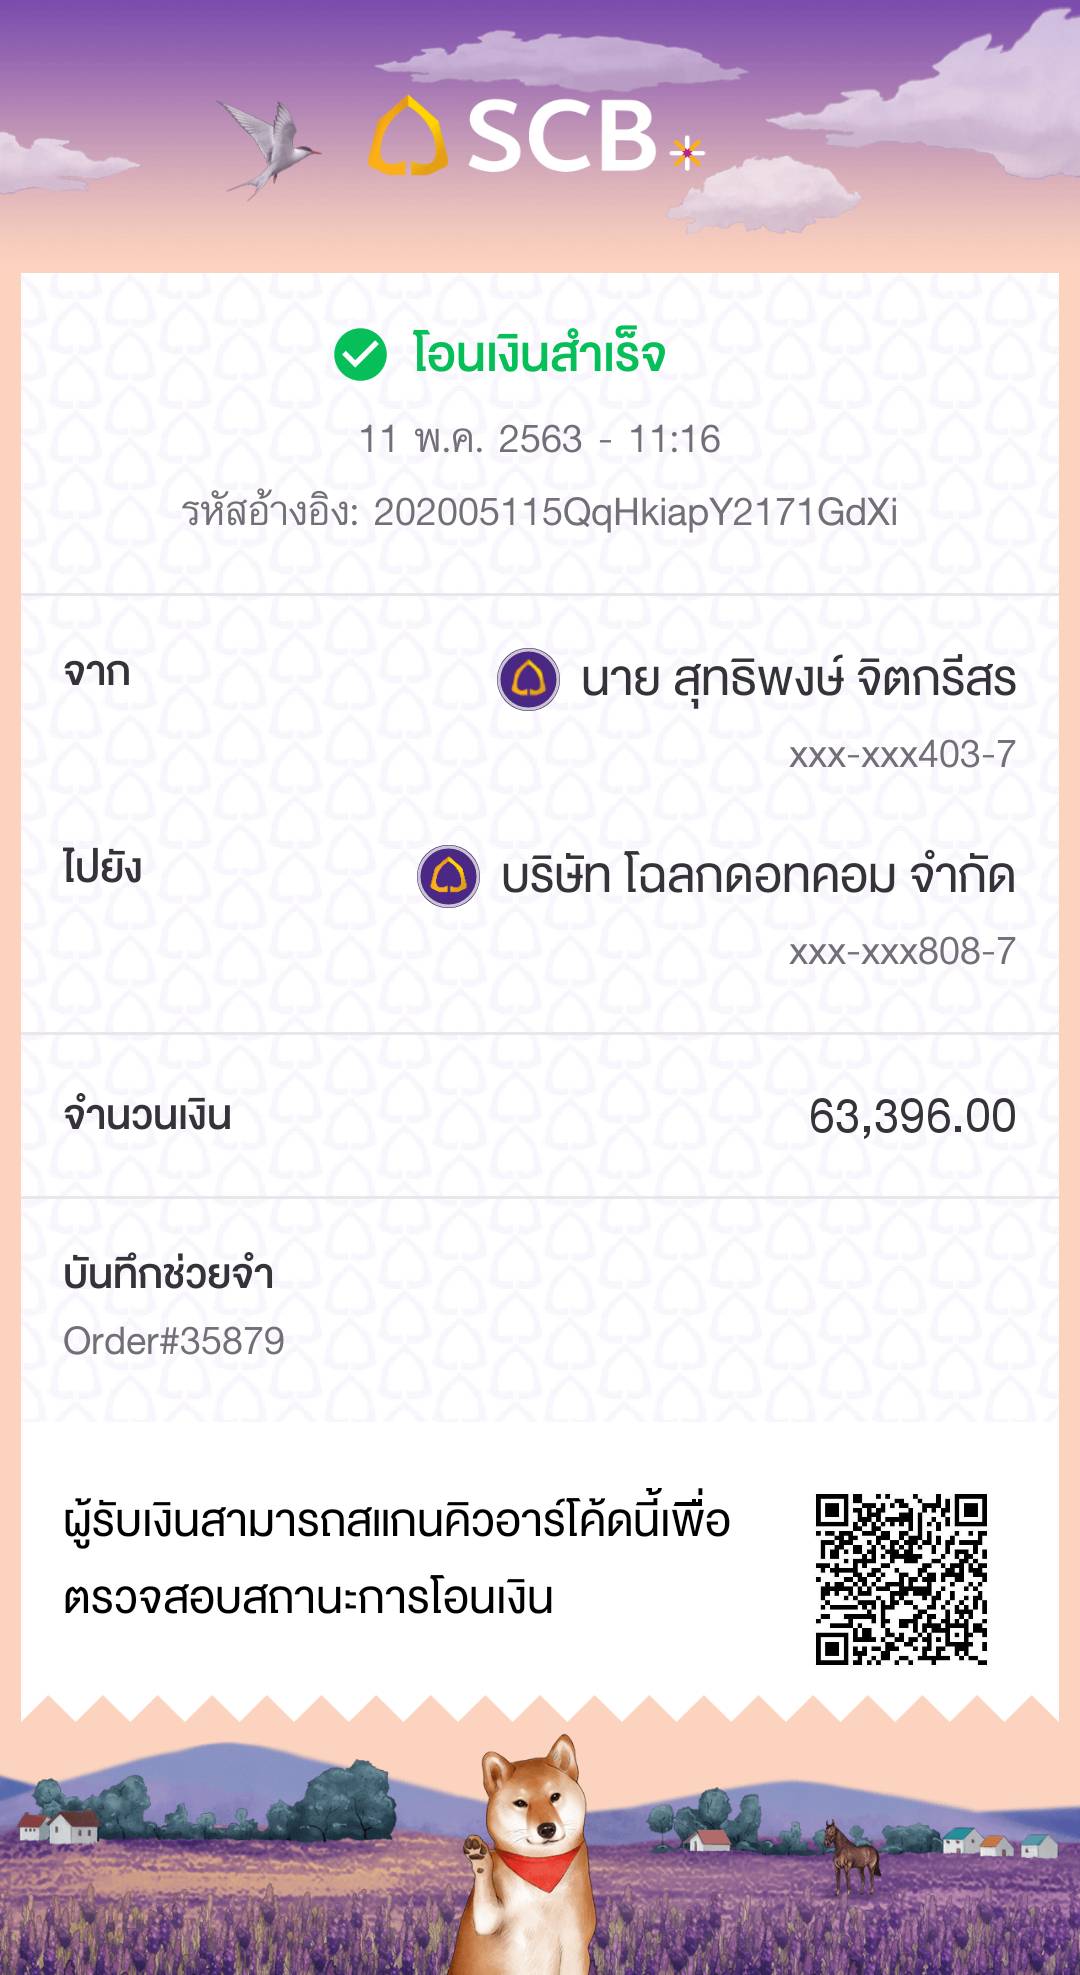 SCB
โอนเงินสำเร็จ
11 พ.ค. 2563 - 11:16
รหัสอ้างอิง: 202005115QqHkiapY2171GdXi
จาก
นาย สุทธิพงษ์ จิตกรีสร
xxx-xxx403-7
ไปยัง
บริษัท โฉลกดอทคอม จำกัด
xxx-xxx808-7
จำนวนเงิน
63,396.00
บันทึกช่วยจำ
Order#35879
ผู้รับเงินสามารถสแกนคิวอาร์โค้ดนี้เพื่อ
ตรวจสอบสถานะการโอนเงิน